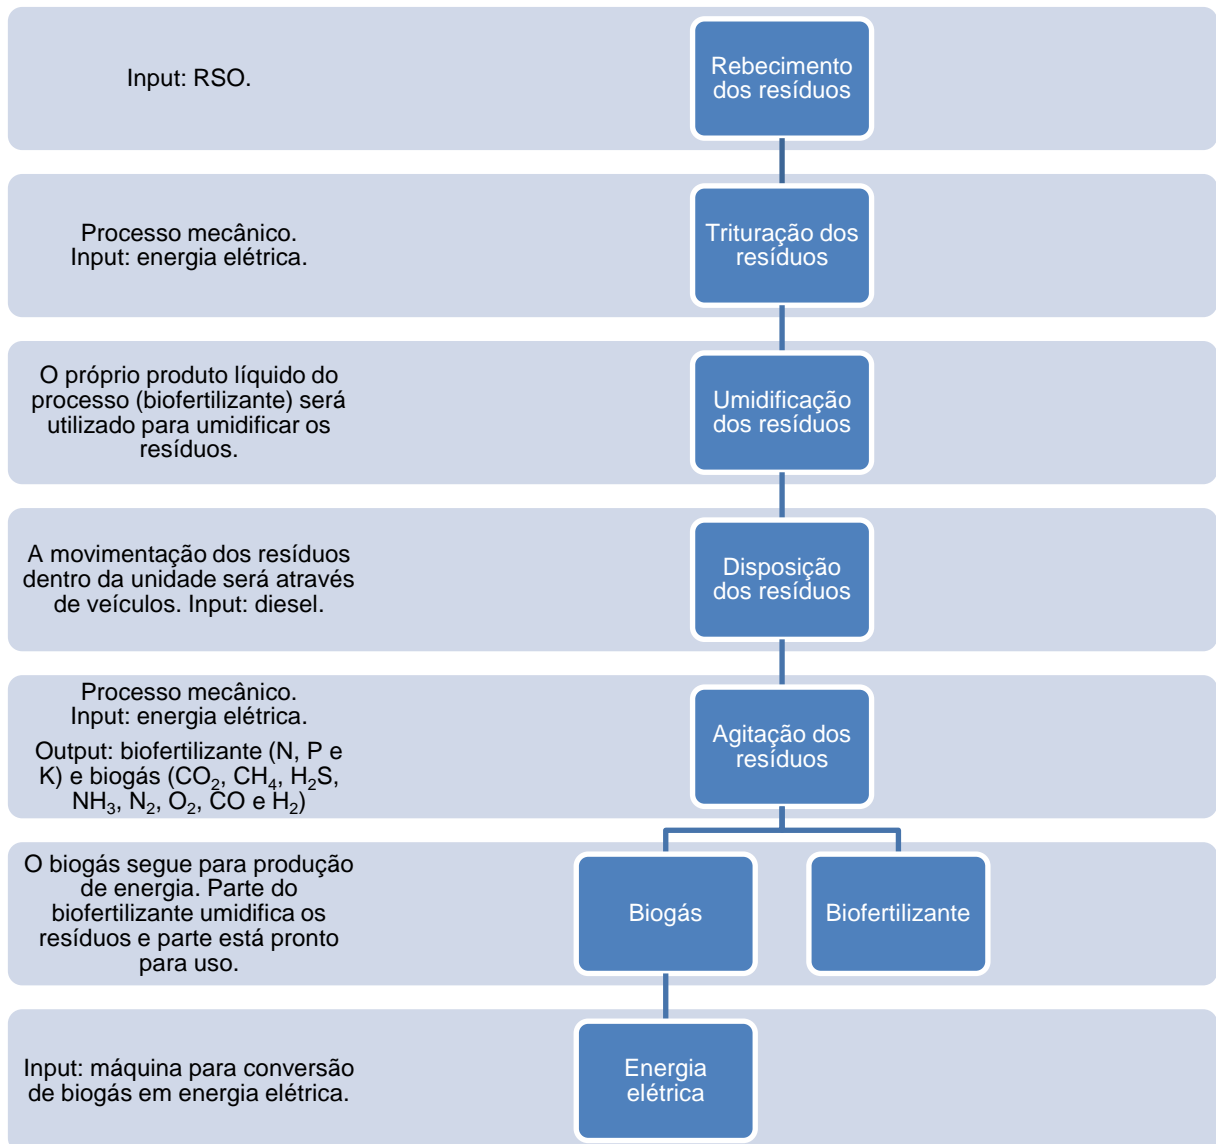 Input: RSO.
Rebecimento
dos resíduos
Processo mecânico.
Input: energia elétrica.
Trituração dos
resíduos
O próprio produto líquido do
processo (biofertilizante) será
utilizado para umidificar os
resíduos.
Umidificação
dos resíduos
A movimentação dos resíduos
dentro da unidade será através
de veículos. Input: diesel.
Disposição
dos resíduos
Processo mecânico.
Input: energia elétrica.
Output: biofertilizante (N, P e
K) e biogás (CO₂, CH₄, H₂S,
NH₃, N₂, O₂, CO e H₂)
Agitação dos
resíduos
O biogás segue para produção
de energia. Parte do
biofertilizante umidifica os
resíduos e parte está pronto
para uso.
Biogás
Biofertilizante
Input: máquina para conversão
de biogás em energia elétrica.
Energia
elétrica